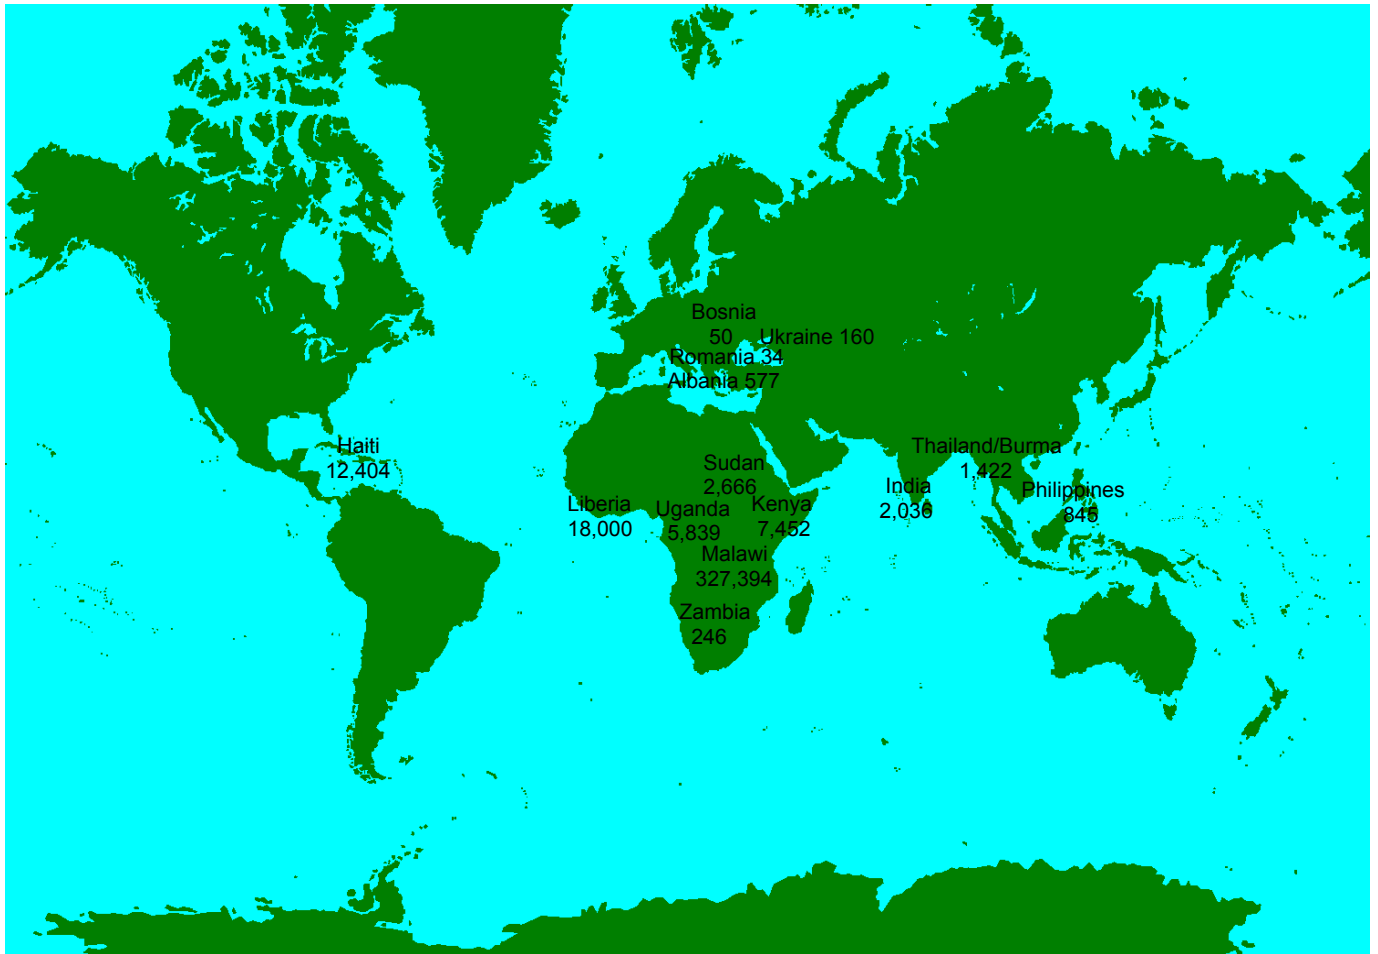 Bosnia
50
Ukraine 160
Romania 34
Albania 577
Haiti
12,404
Thailand/Burma
1,422
Sudan
2,666
India
2,036
Philippines
845
Liberia
18,000
Uganda
5,839
Kenya
7,452
Malawi
327,394
Zambia
246